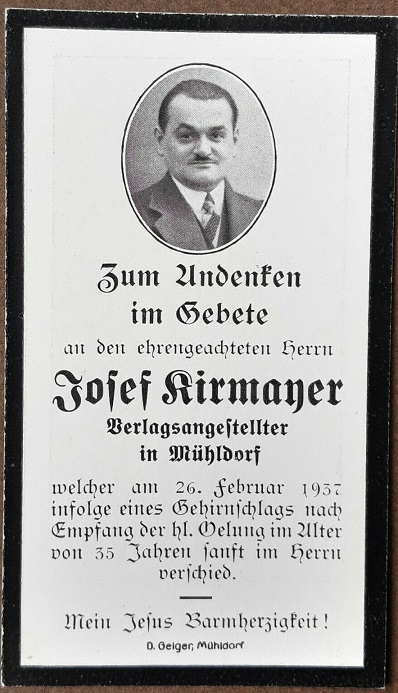 Zum Andenken
im Gebete
an den ehrengeachteten Herrn
Josef Kirmayer
Verlagsangestellter
in Mühldorf
welcher am 26. Februar 1937
infolge eines Gehirnschlags nach
Empfang der hl. Oelung im Alter
von 35 Jahren sanft im Herrn
verschied.
Mein Jesus Barmherzigkeit!
D. Geiger, Mühldorf